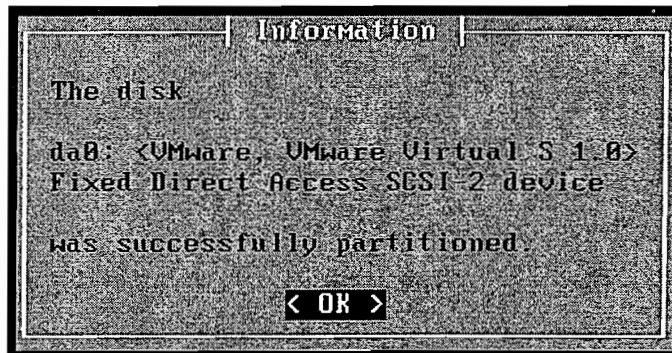 Information
The disk
da0: <VMware, VMware Virtual S 1.0>
Fixed Direct Access SCSI-2 device
was successfully partitioned.
< OK >